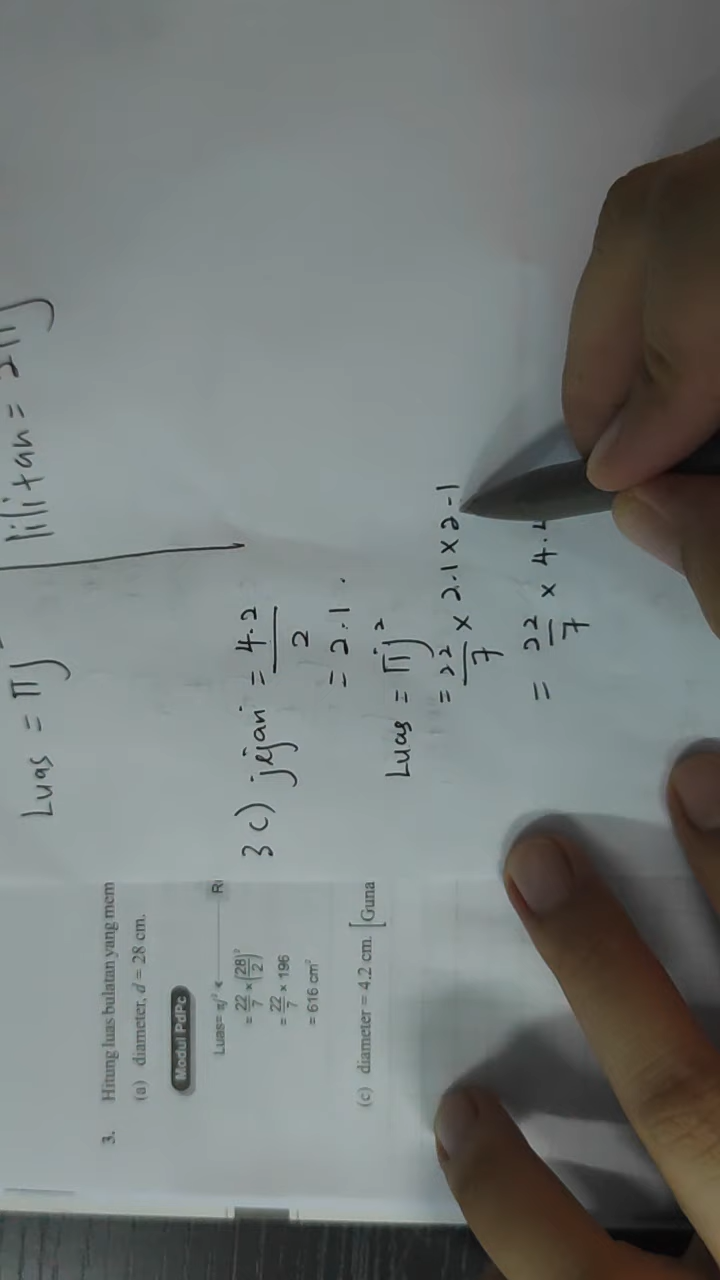 Luas = πj
lilitan = 2πj
3 c) jejari = 4.2/2
= 2.1.
Luas = πj²
= 22/7 × 2.1 × 2.1
= 22/7 × 4.4
3. Hitung luas bulatan yang mem
(a) diameter, d = 28 cm.
Modul PdPc
Luas = πj²
= 22/7 × (28/2)²
= 22/7 × 196
= 616 cm²
(c) diameter = 4.2 cm. [Guna